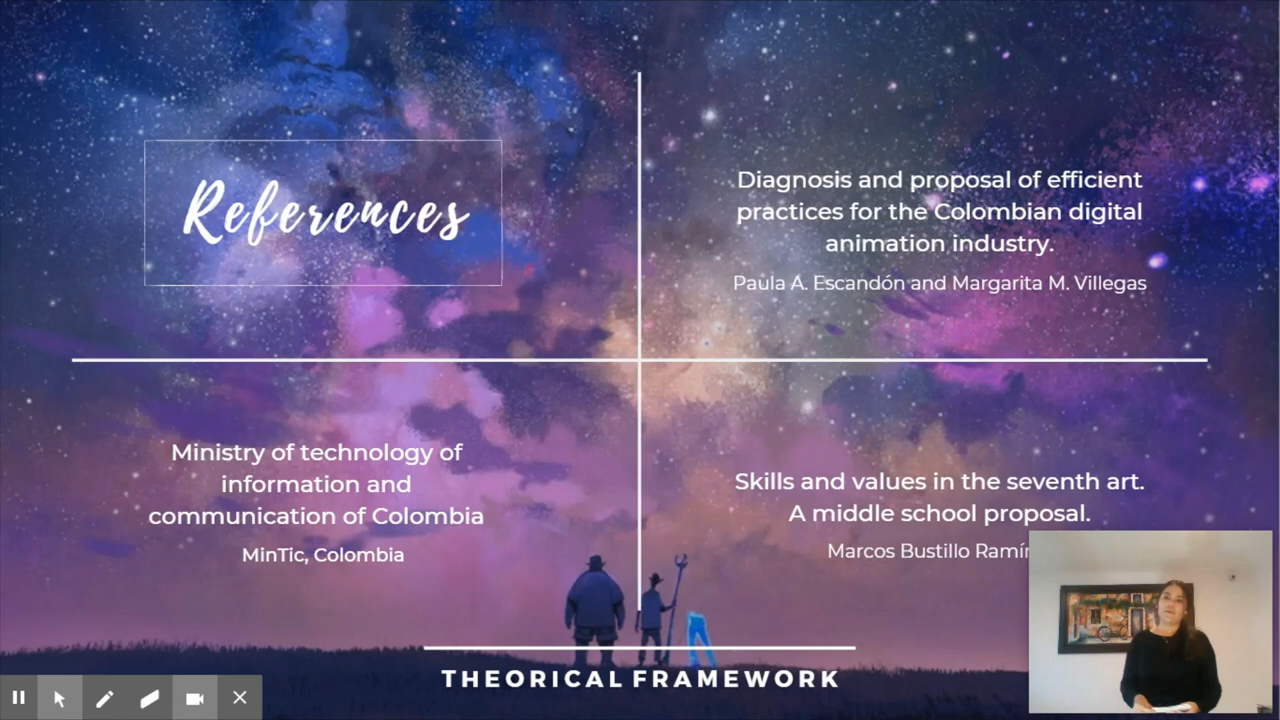 References
Diagnosis and proposal of efficient
practices for the Colombian digital
animation industry.
Paula A. Escandón and Margarita M. Villegas
Ministry of technology of
information and
communication of Colombia
MinTic, Colombia
Skills and values in the seventh art.
A middle school proposal.
Marcos Bustillo
THEORICAL FRAMEWORK